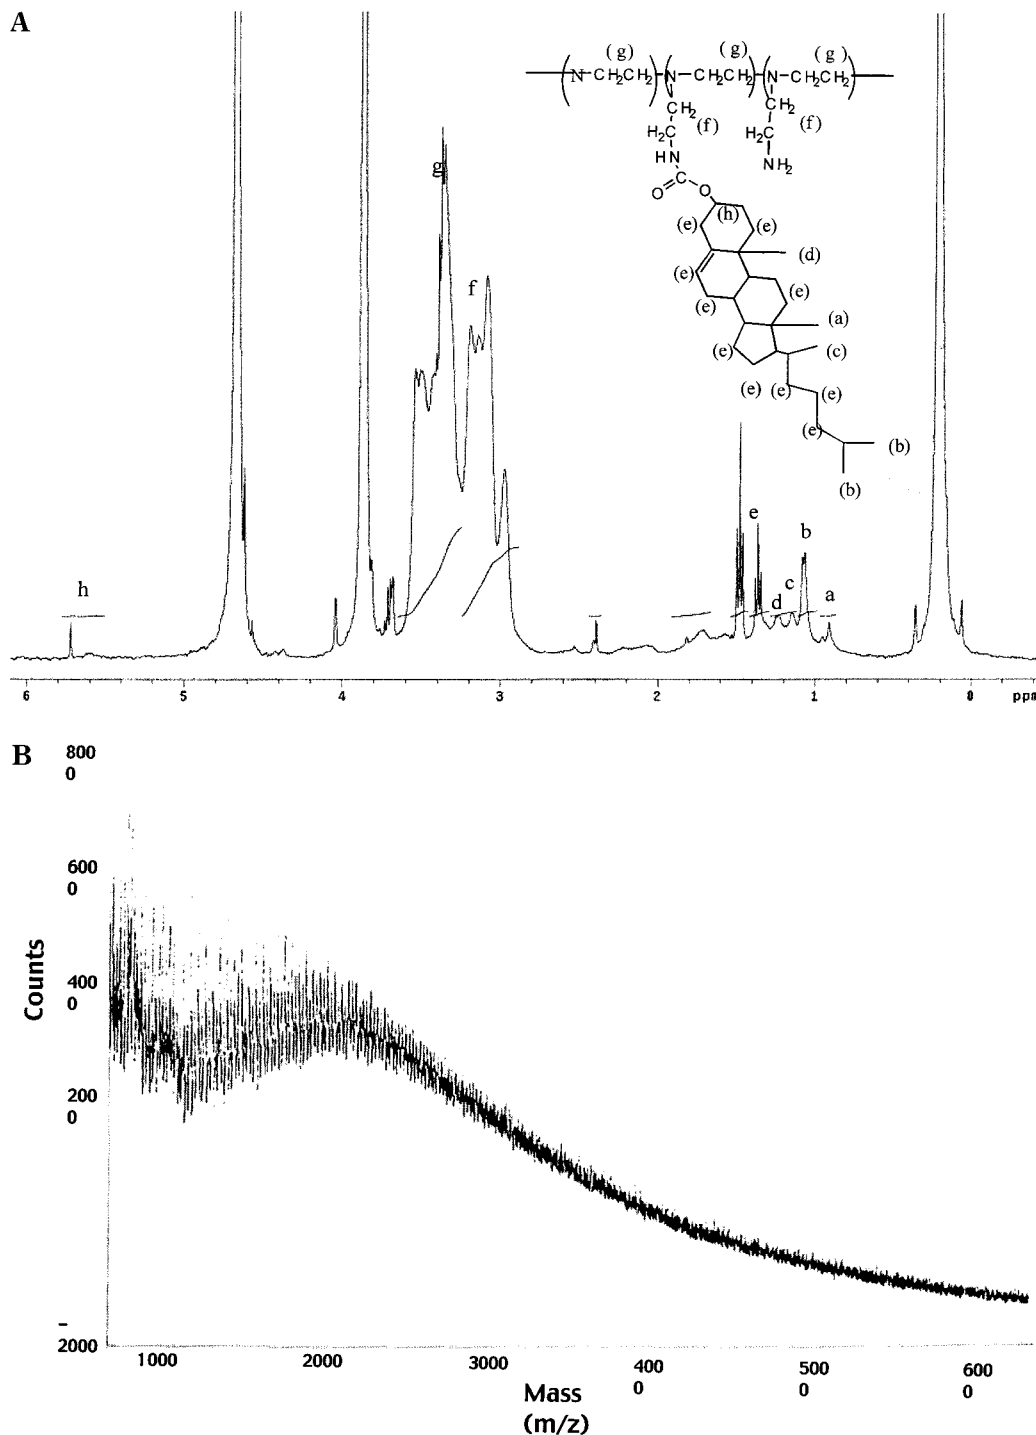 A
( g)
( g)
( g)
N—CH₂CH₂
N—CH₂CH₂
N—CH₂CH₂
CH₂
CH₂
(f)
(f)
H₂C
H₂C
HN
NH₂
g
C
O
O
(h)
(e)
(e)
(d)
(e)
(e)
(e)
f
(a)
(e)
(c)
(e)
(e)
(e)
(e)
(b)
(b)
e
b
h
c
a
d
6
5
4
3
2
1
0
ppm
B
800
0
600
0
Counts
400
0
200
0
–
2000
1000
2000
3000
400
0
500
0
600
0
Mass
(m/z)